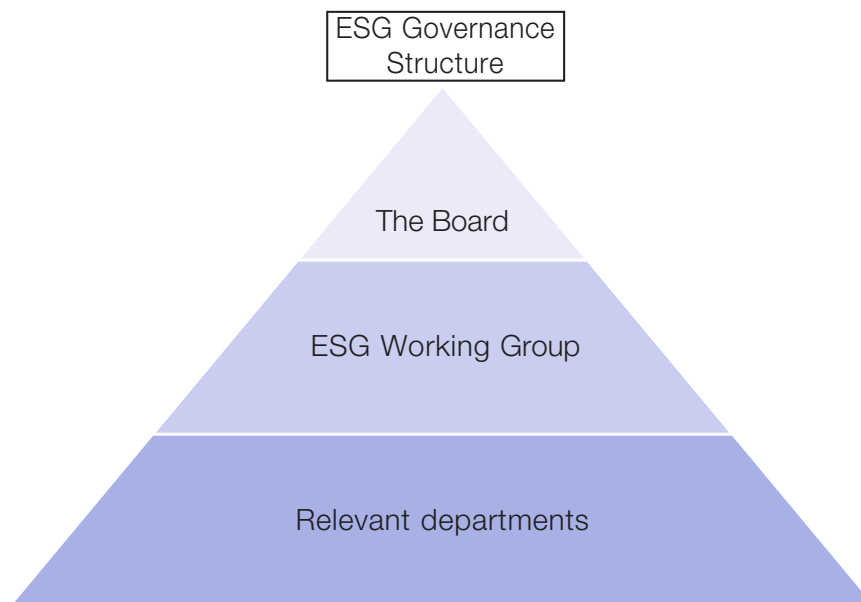 ESG Governance
Structure
The Board
ESG Working Group
Relevant departments